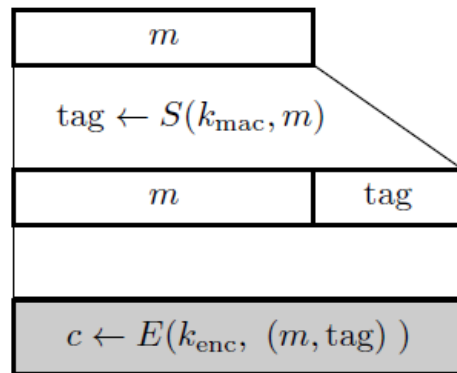 m
tag ← S(k_mac, m)
m tag
c ← E(k_enc, (m, tag) )